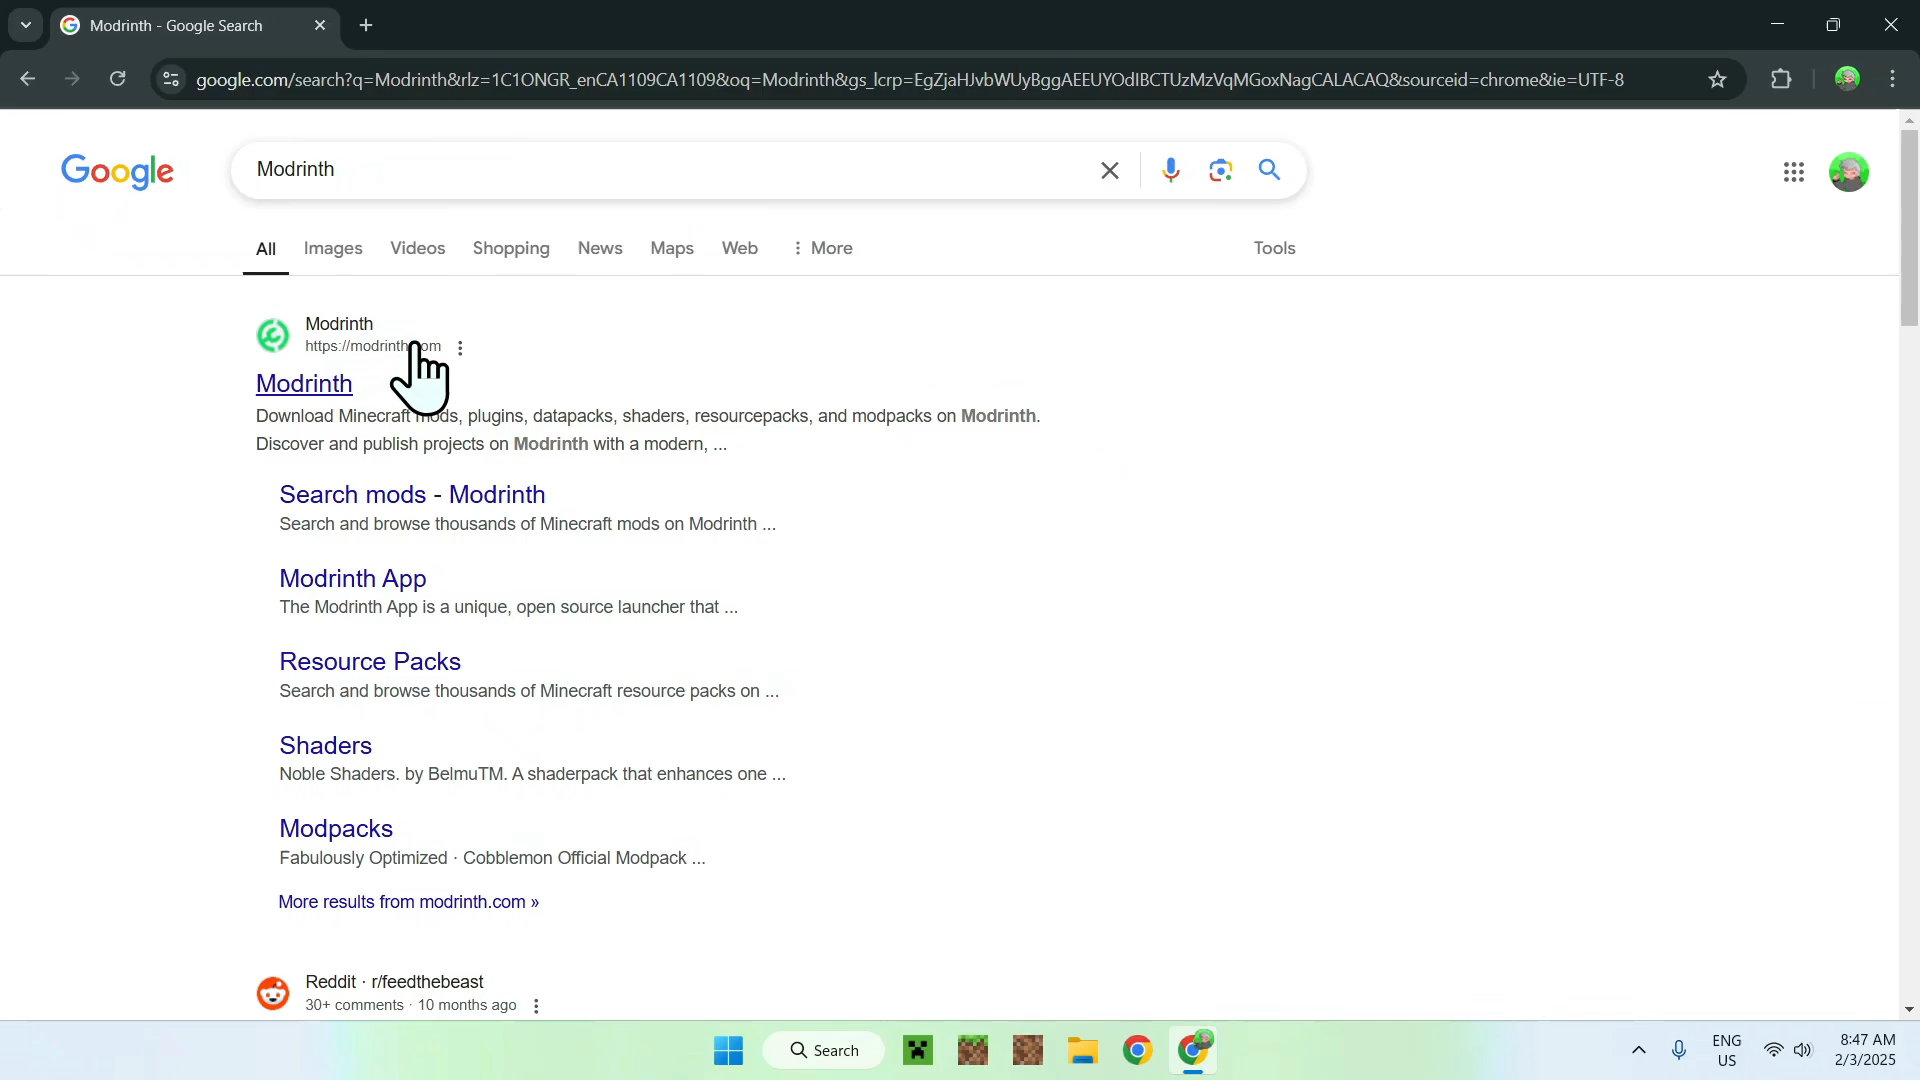 Modrinth - Google Search
google.com/search?q=Modrinth&rlz=1C1ONGR_enCA1109CA1109&oq=Modrinth&gs_lcrp=EgZjaHJvbWUyBggAEEUYOdIBCTUzMzVqMGoxNagCALACAQ&sourceid=chrome&ie=UTF-8
Google
Modrinth
All Images Videos Shopping News Maps Web More Tools
Modrinth
https://modrinth om
Modrinth
Download Minecraft mods, plugins, datapacks, shaders, resourcepacks, and modpacks on Modrinth.
Discover and publish projects on Modrinth with a modern, ...
Search mods - Modrinth
Search and browse thousands of Minecraft mods on Modrinth ...
Modrinth App
The Modrinth App is a unique, open source launcher that ...
Resource Packs
Search and browse thousands of Minecraft resource packs on ...
Shaders
Noble Shaders. by BelmuTM. A shaderpack that enhances one ...
Modpacks
Fabulously Optimized · Cobblemon Official Modpack ...
More results from modrinth.com »
Reddit · r/feedthebeast
30+ comments · 10 months ago
Search
ENG
US
8:47 AM
2/3/2025